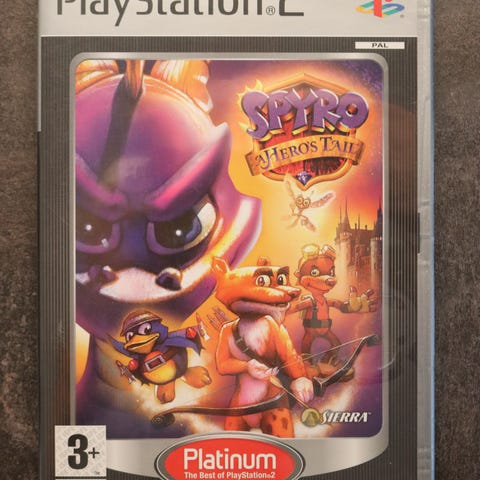 PlayStation®2
PAL
SPYRO
A HERO'S TAIL
SIERRA
3+
Platinum
The Best of PlayStation®2